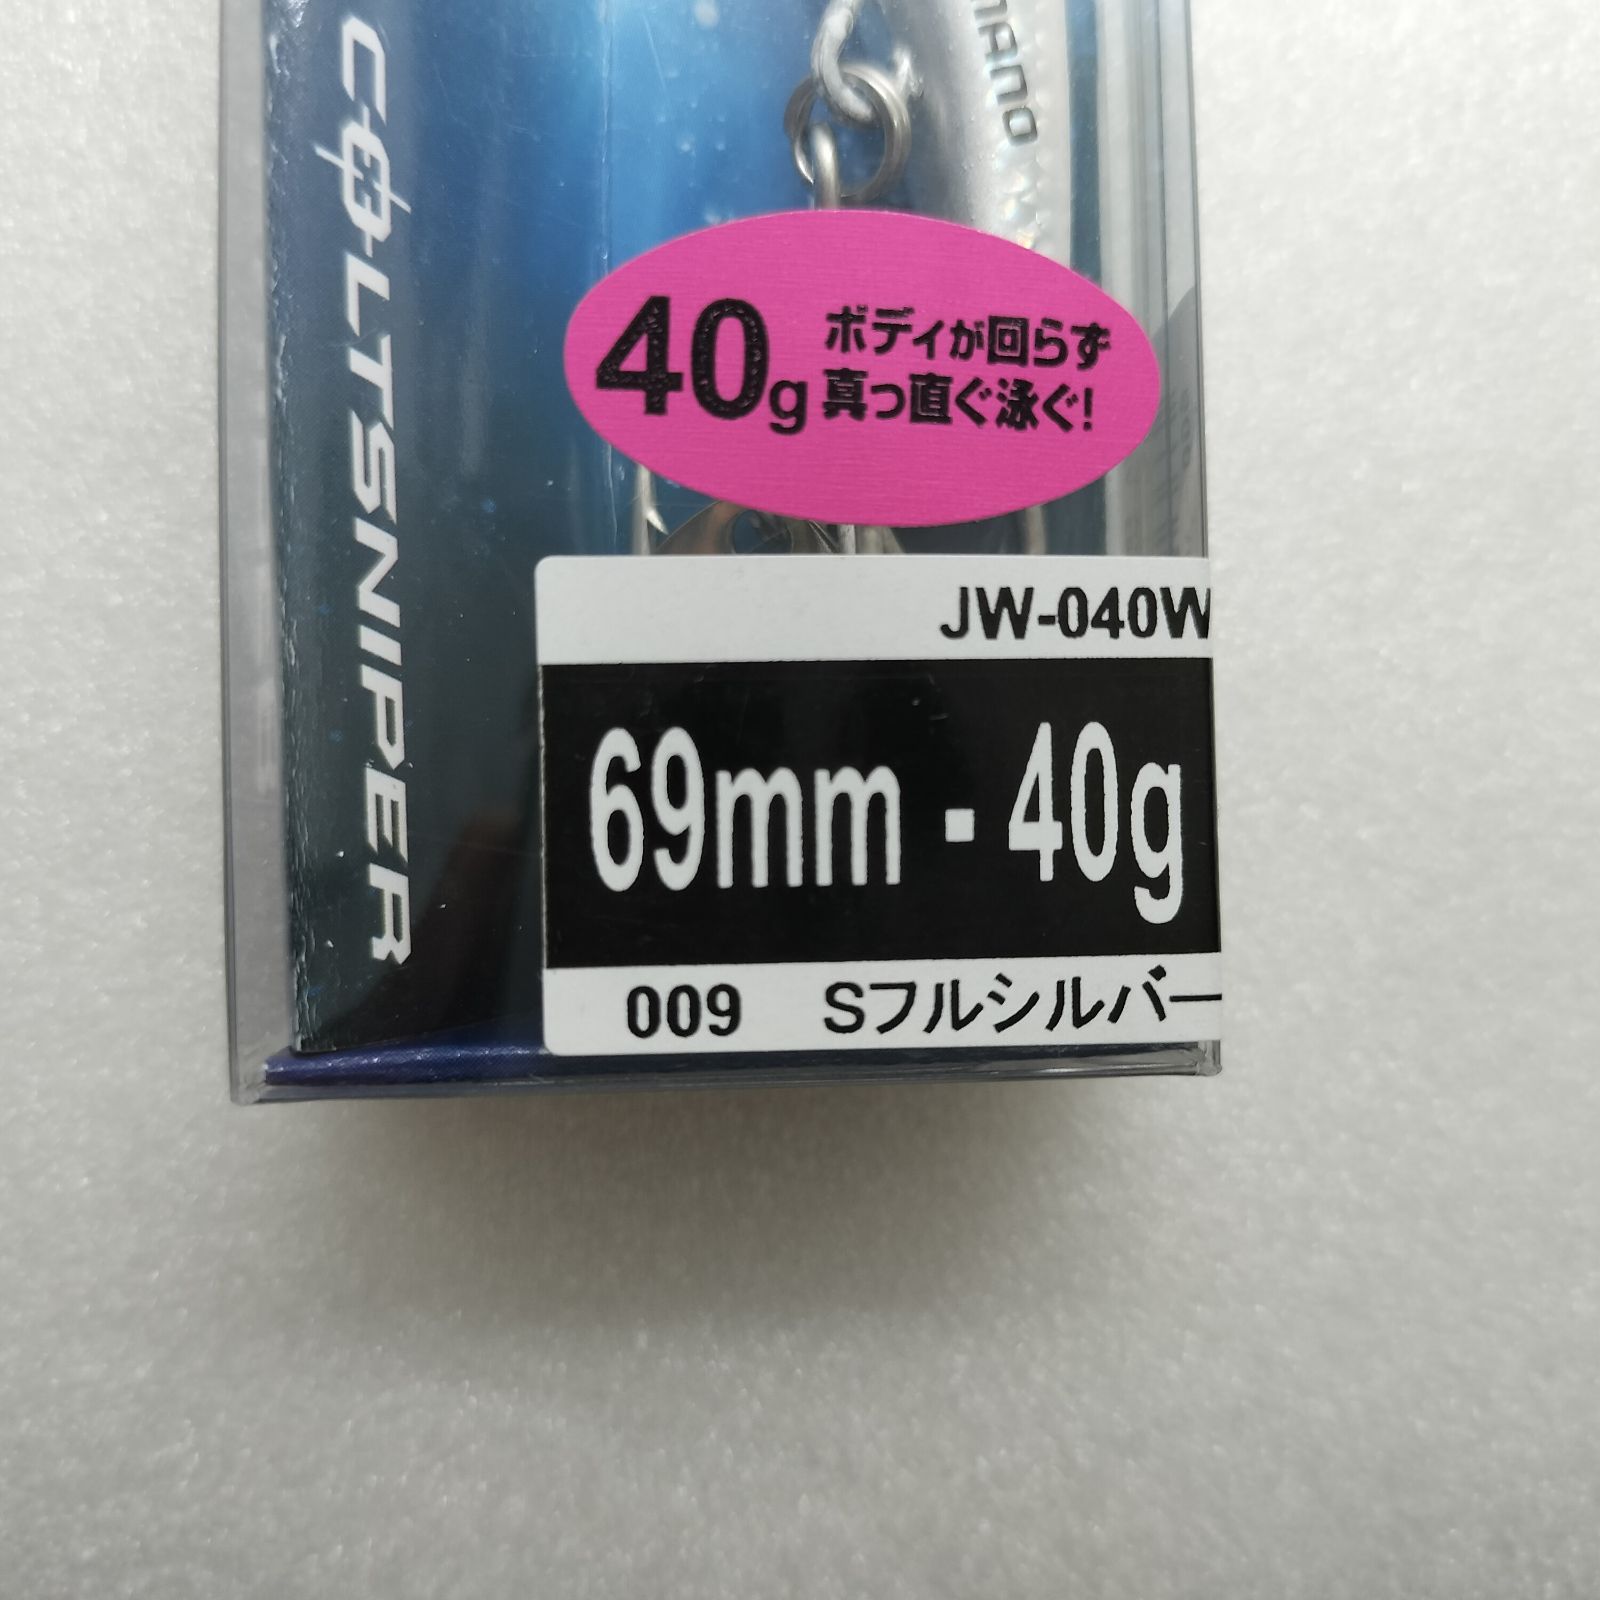 COLTSNIPER
MANO
40g
ボディが回らず
真っ直ぐ泳ぐ!
JW-040W
69mm - 40g
009 Sフルシルバー